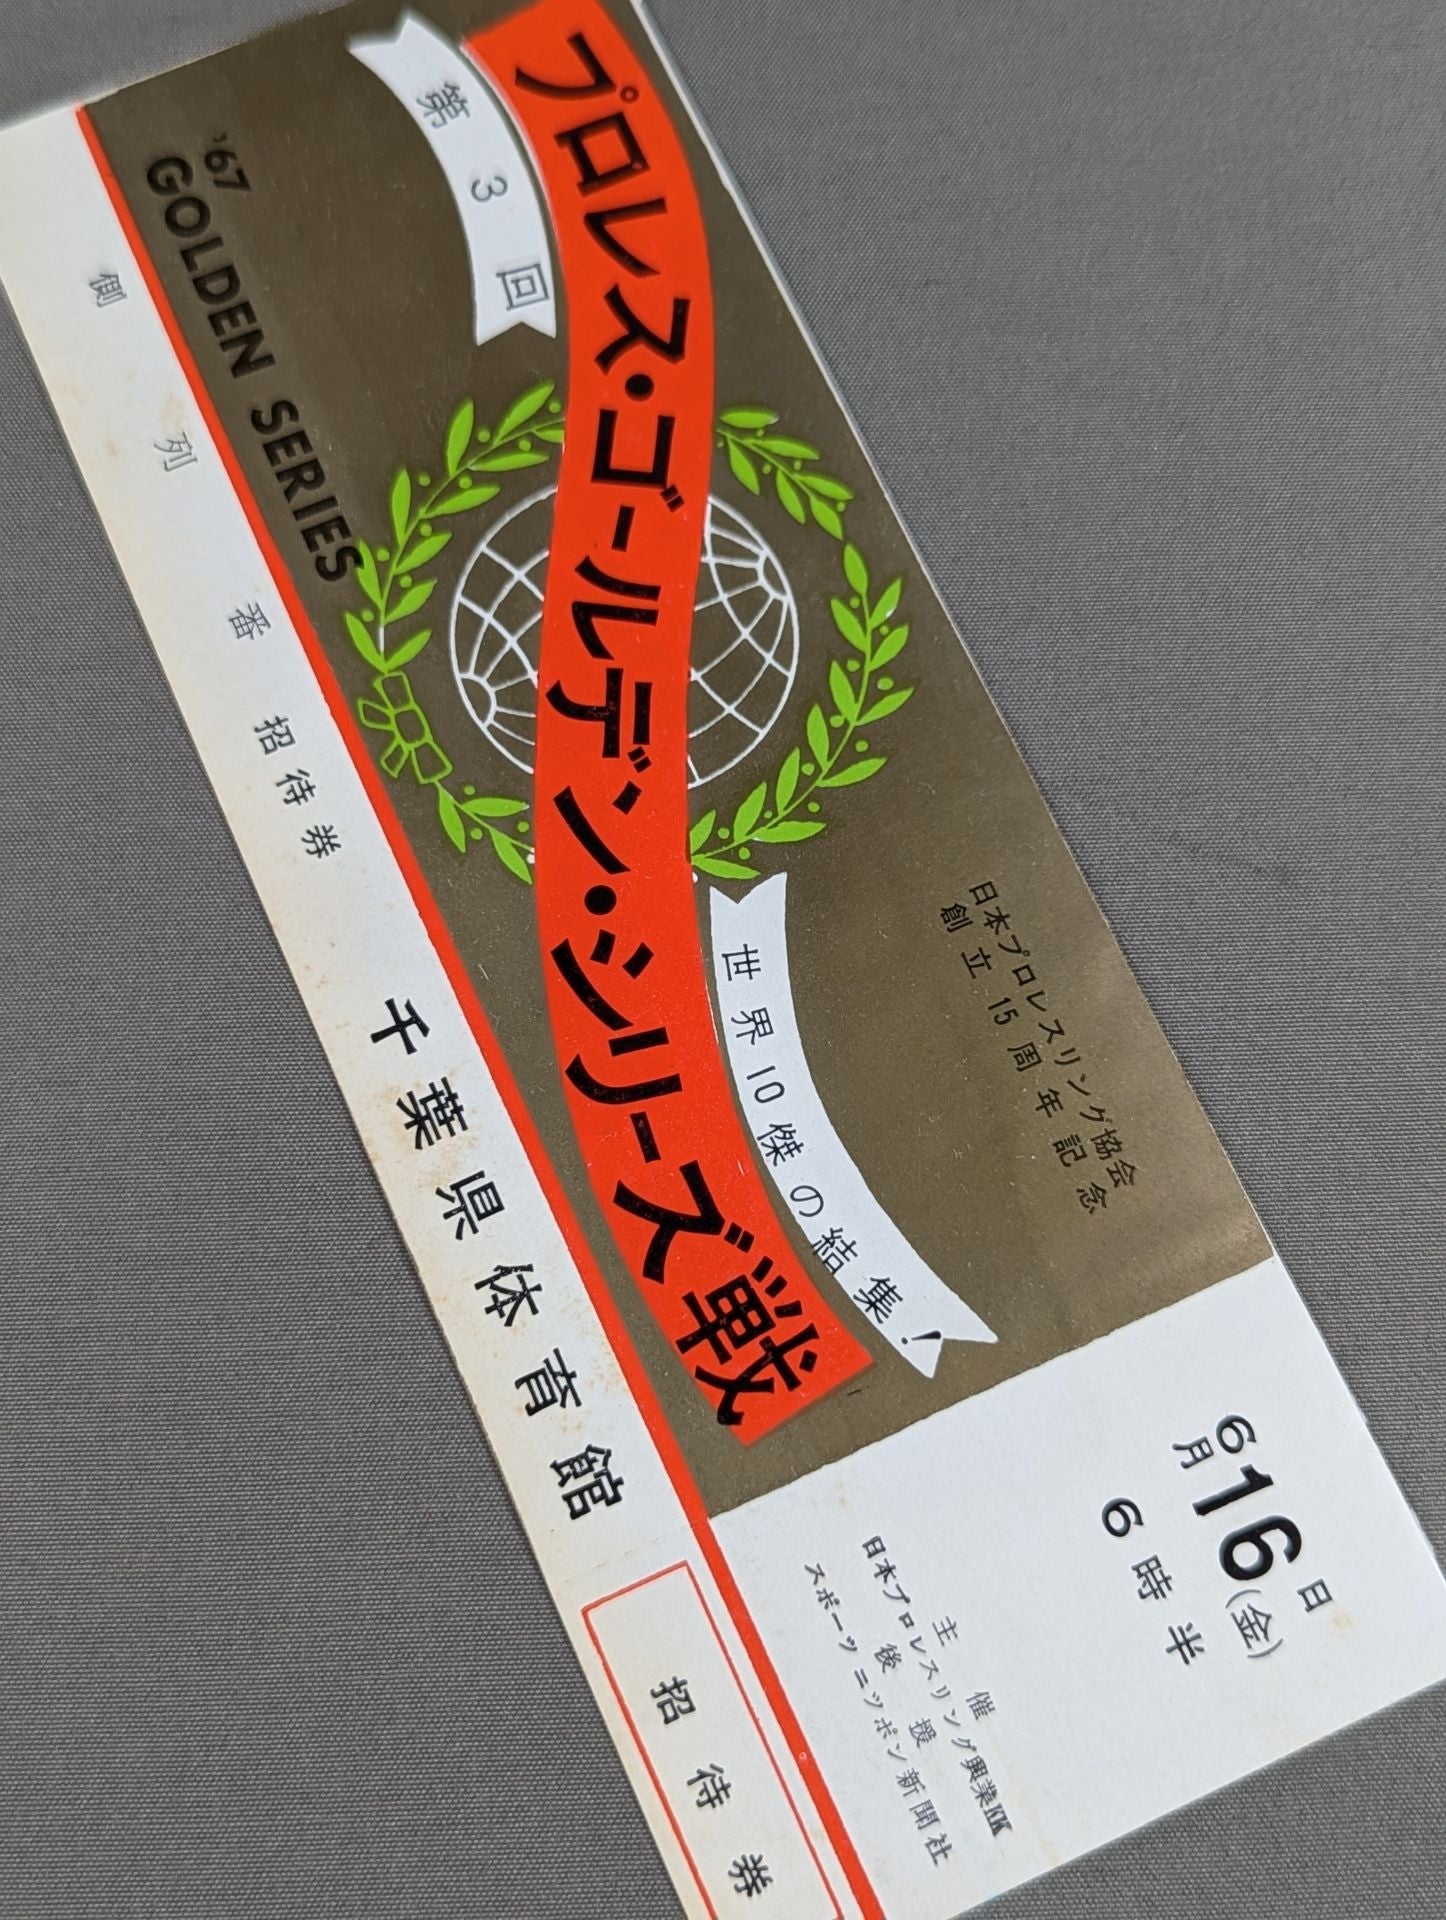 第3回
プロレス・ゴールデン・シリーズ戦
世界10傑の結集!
'67
GOLDEN SERIES
日本プロレスリング協会
創立15周年記念
6月16日(金)
6時半
主催
日本プロレスリング興業KK
後援
スポーツニッポン新聞社
側 列 番 招待券
千葉県体育館
招待券